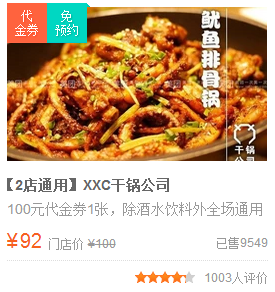 代
金券
免
预约
鱿鱼排骨锅
干锅
公司
【2店通用】XXC干锅公司
100元代金券1张，除酒水饮料外全场通用
¥92 门店价 ¥100 已售9549
1003人评价